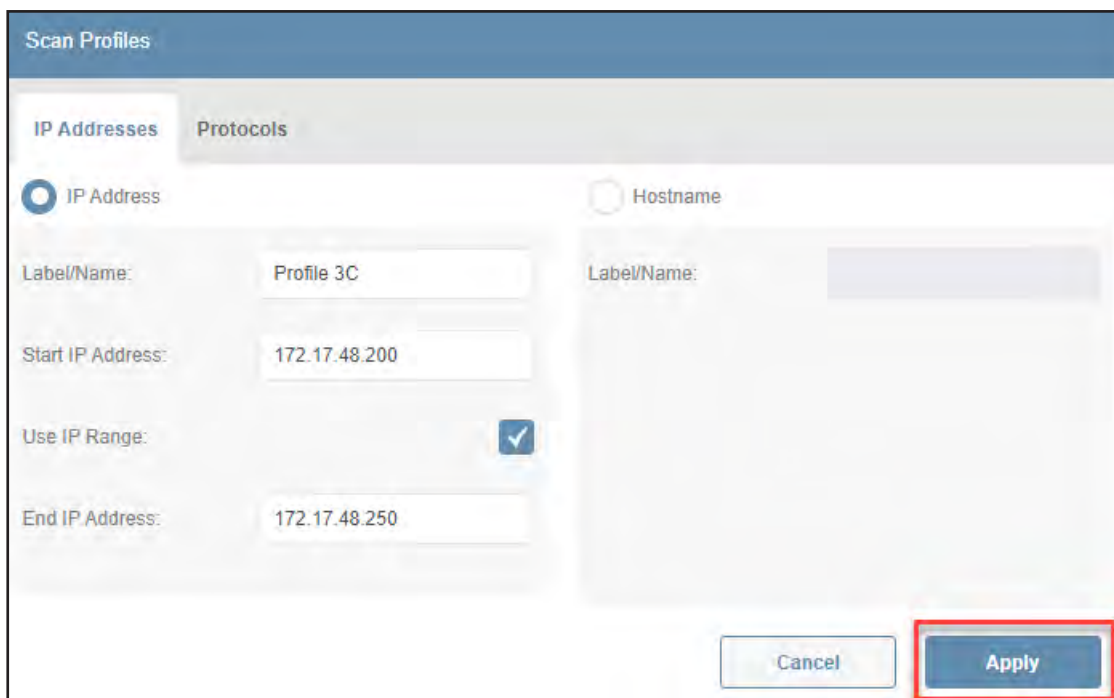 Scan Profiles
IP Addresses Protocols
IP Address Hostname
Label/Name: Profile 3C Label/Name:
Start IP Address: 172.17.48.200
Use IP Range:
End IP Address: 172.17.48.250
Cancel Apply